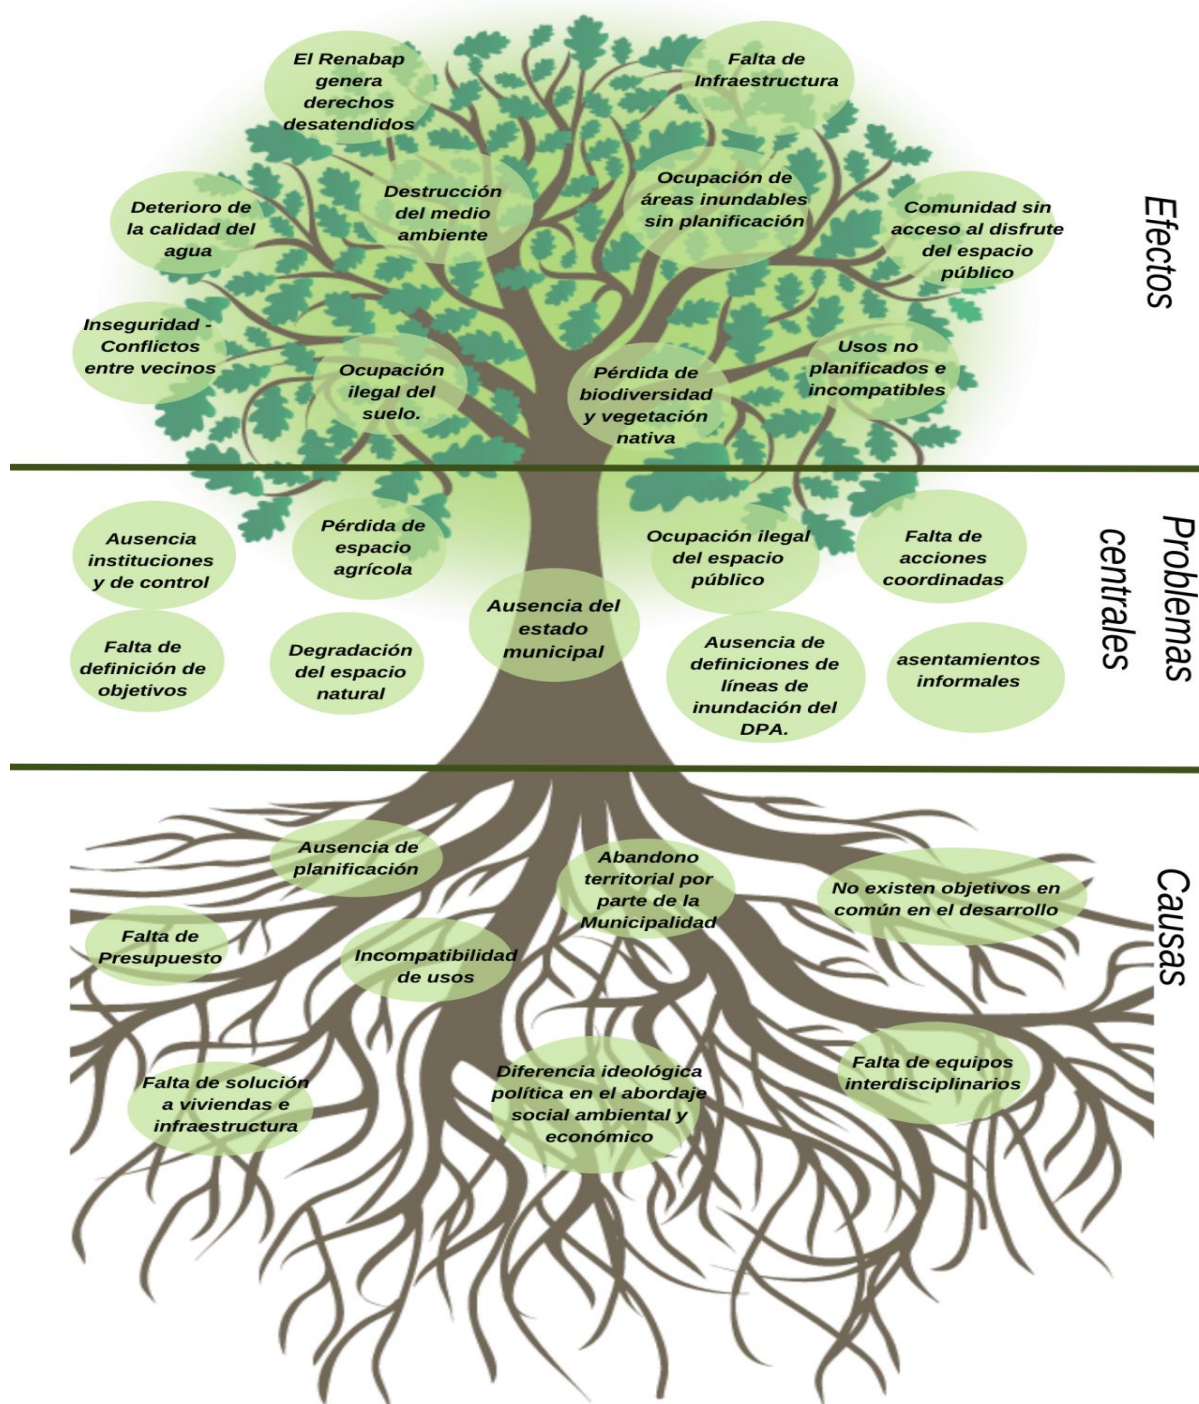 El Renabap
genera
derechos
desatendidos
Falta de
Infraestructura
Deterioro de
la calidad del
agua
Destrucción
del medio
ambiente
Ocupación de
áreas inundables
sin planificación
Comunidad sin
acceso al disfrute
del espacio
público
Inseguridad -
Conflictos
entre vecinos
Ocupación
ilegal del
suelo.
Pérdida de
biodiversidad
y vegetación
nativa
Usos no
planificados e
incompatibles
Efectos
Ausencia
instituciones
y de control
Pérdida de
espacio
agrícola
Ocupación ilegal
del espacio
público
Falta de
acciones
coordinadas
Ausencia del
estado
municipal
Falta de
definición de
objetivos
Degradación
del espacio
natural
Ausencia de
definiciones de
líneas de
inundación del
DPA.
asentamientos
informales
Problemas
centrales
Ausencia de
planificación
Abandono
territorial por
parte de la
Municipalidad
No existen objetivos en
común en el desarrollo
Falta de
Presupuesto
Incompatibilidad
de usos
Falta de solución
a viviendas e
infraestructura
Diferencia ideológica
política en el abordaje
social ambiental y
económico
Falta de equipos
interdisciplinarios
Causas